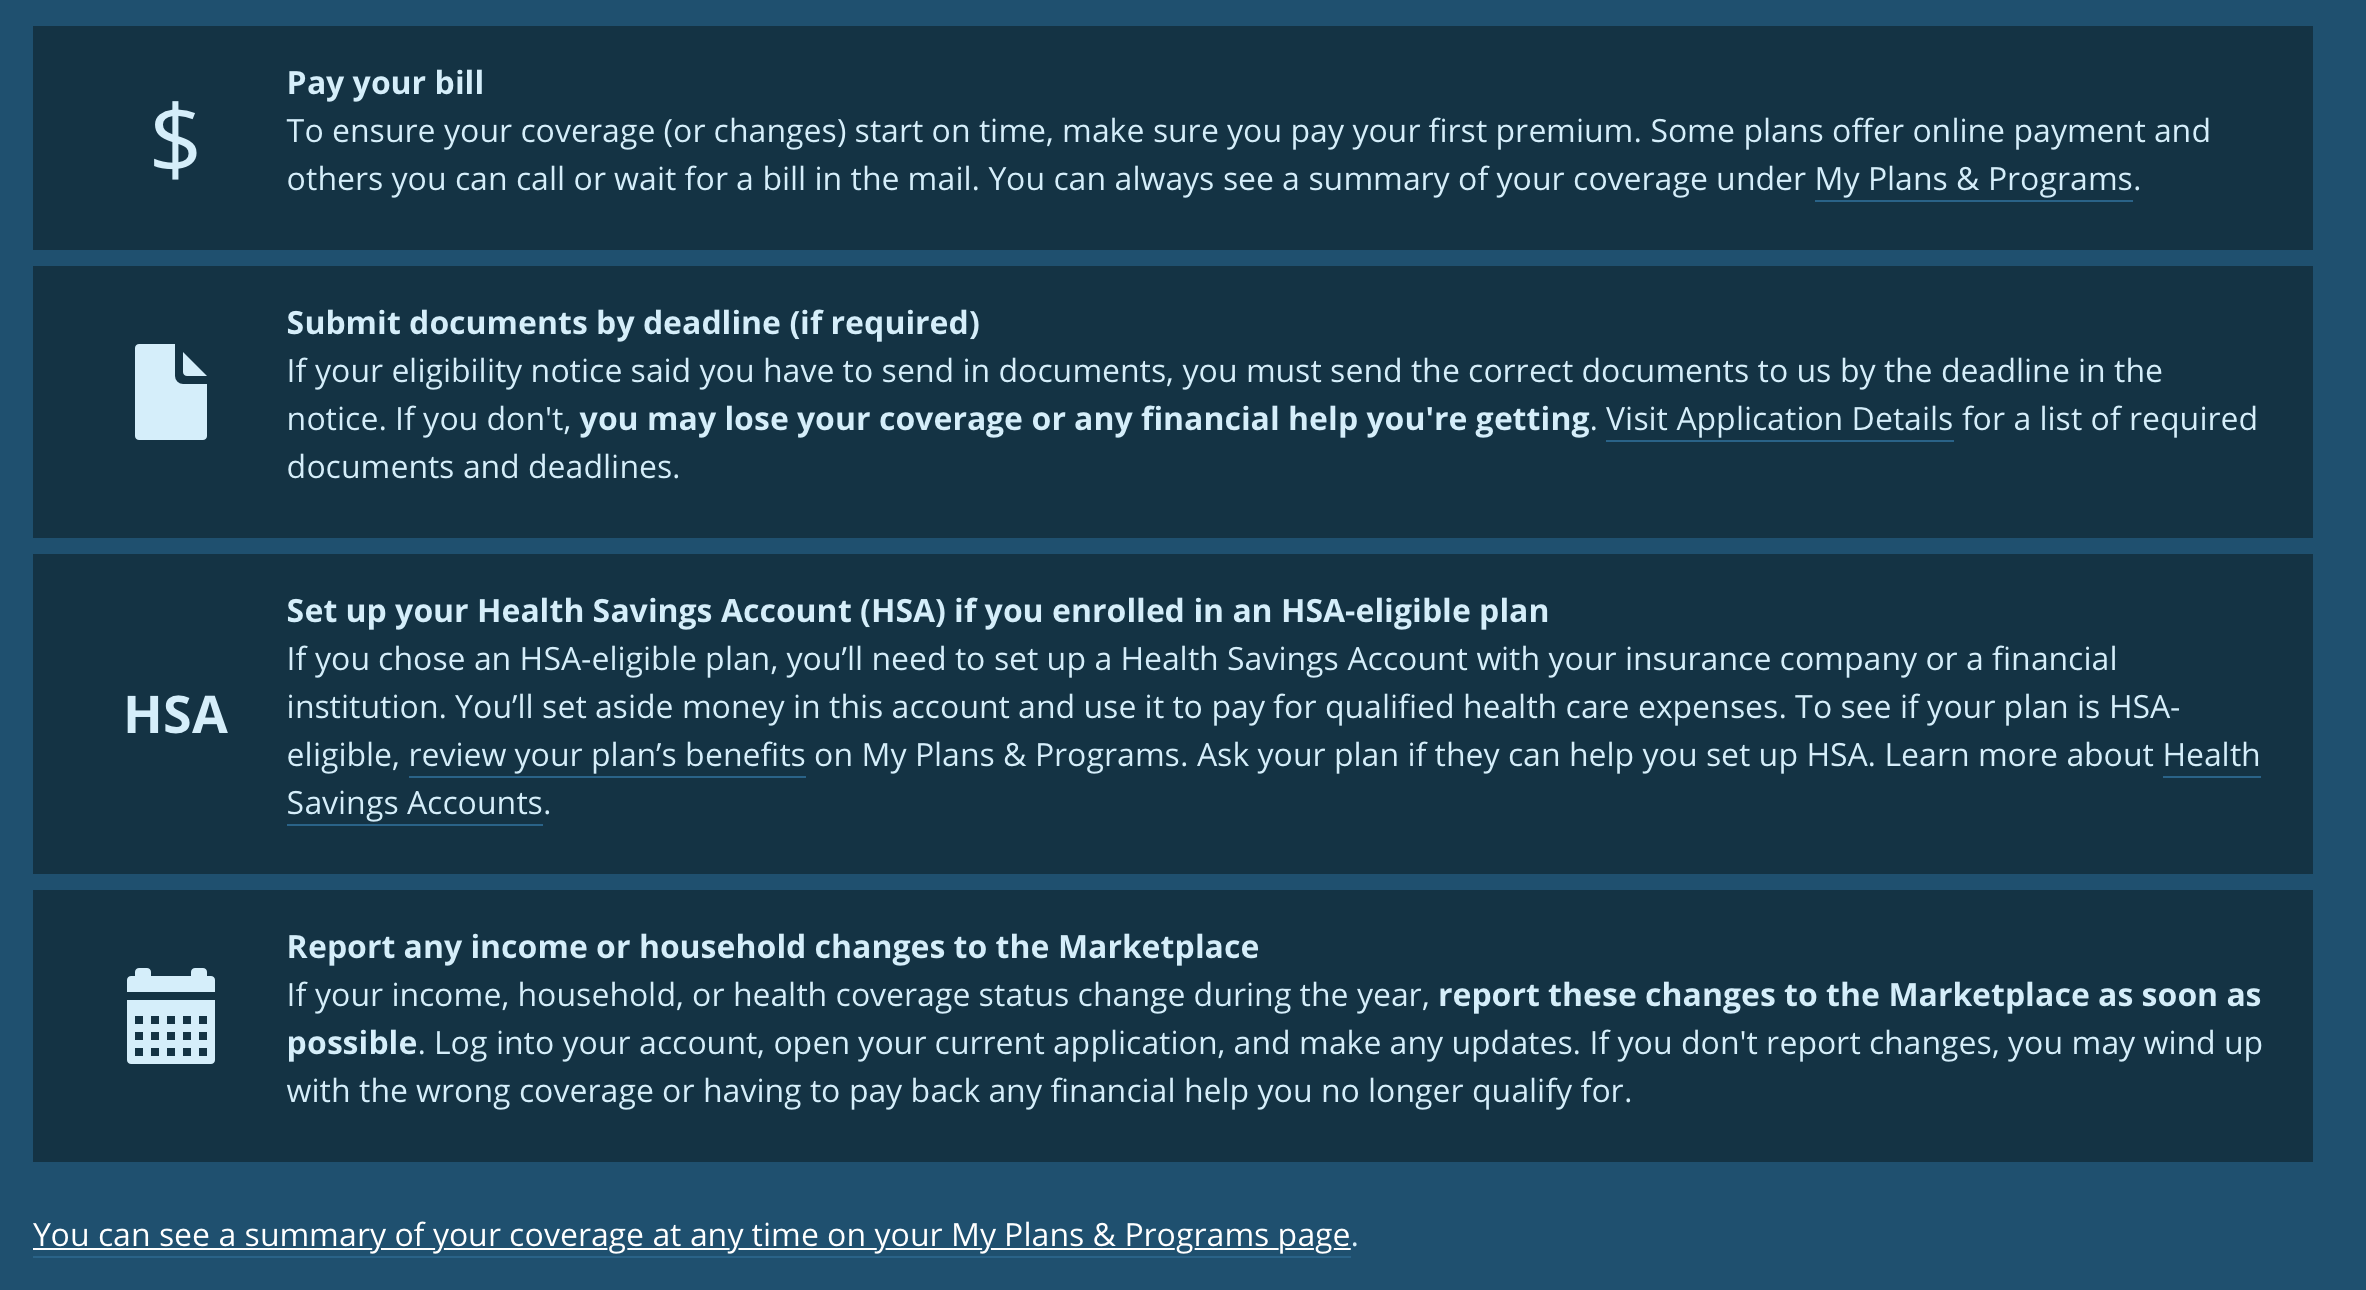 $
Pay your bill
To ensure your coverage (or changes) start on time, make sure you pay your first premium. Some plans offer online payment and
others you can call or wait for a bill in the mail. You can always see a summary of your coverage under My Plans & Programs.
Submit documents by deadline (if required)
If your eligibility notice said you have to send in documents, you must send the correct documents to us by the deadline in the
notice. If you don't, you may lose your coverage or any financial help you're getting. Visit Application Details for a list of required
documents and deadlines.
HSA
Set up your Health Savings Account (HSA) if you enrolled in an HSA-eligible plan
If you chose an HSA-eligible plan, you’ll need to set up a Health Savings Account with your insurance company or a financial
institution. You’ll set aside money in this account and use it to pay for qualified health care expenses. To see if your plan is HSA-
eligible, review your plan’s benefits on My Plans & Programs. Ask your plan if they can help you set up HSA. Learn more about Health
Savings Accounts.
Report any income or household changes to the Marketplace
If your income, household, or health coverage status change during the year, report these changes to the Marketplace as soon as
possible. Log into your account, open your current application, and make any updates. If you don't report changes, you may wind up
with the wrong coverage or having to pay back any financial help you no longer qualify for.
You can see a summary of your coverage at any time on your My Plans & Programs page.